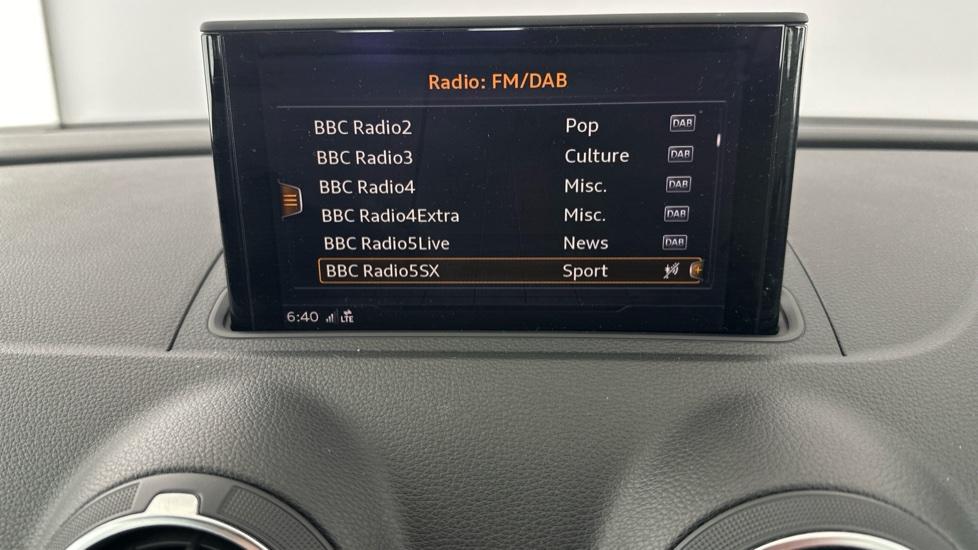 Radio: FM/DAB
BBC Radio2 Pop DAB
BBC Radio3 Culture DAB
BBC Radio4 Misc. DAB
BBC Radio4Extra Misc. DAB
BBC Radio5Live News DAB
BBC Radio5SX Sport
6:40 LTE